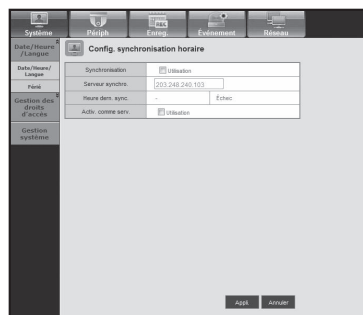 Système
Périph
Enreg.
Evénement
Réseau
Date/Heure
/Langue
Date/Heure/
Langue
Férié
Gestion des
droits
d'accès
Gestion
système
Config. synchronisation horaire
Synchronisation Utilisation
Serveur synchro. 203.248.240.103
Heure dern. sync. - Échec
Activ. comme serv. Utilisation
Appli. Annuler